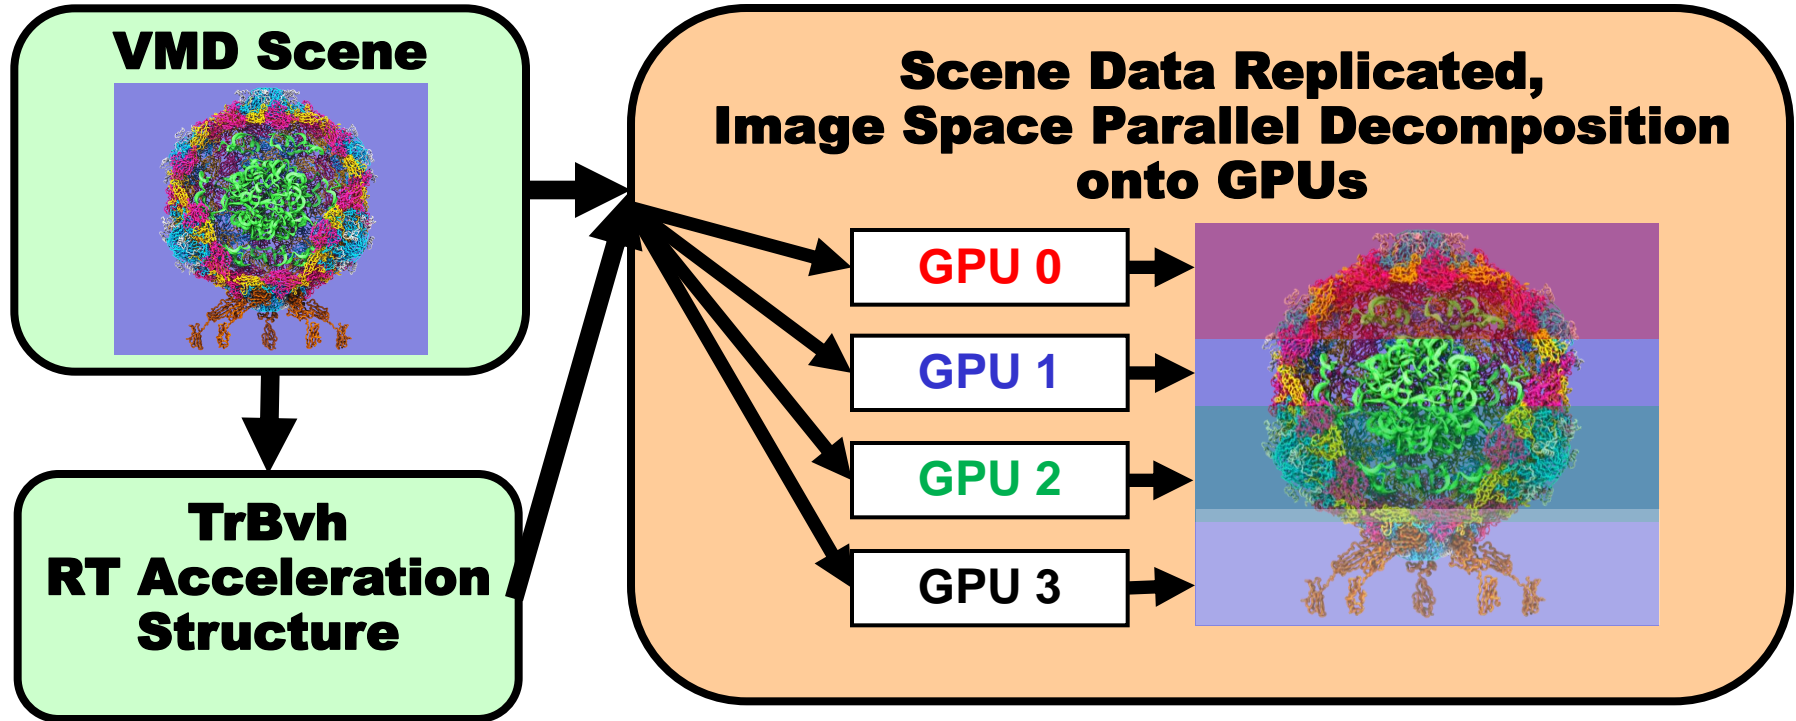 VMD Scene
TrBvh
RT Acceleration
Structure
Scene Data Replicated,
Image Space Parallel Decomposition
onto GPUs
GPU 0
GPU 1
GPU 2
GPU 3